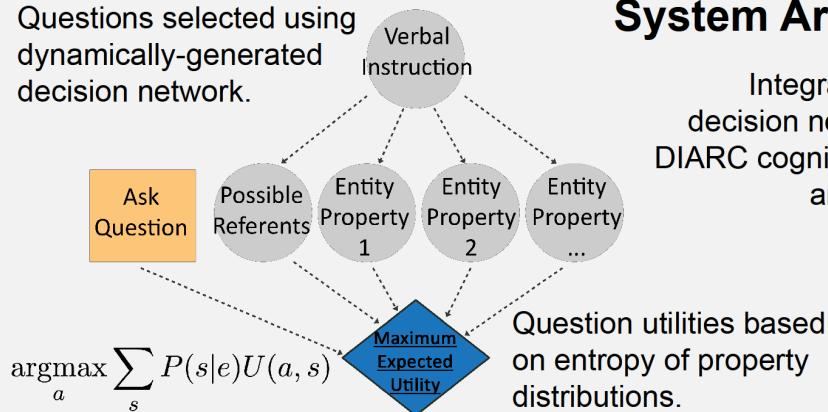 Questions selected using
dynamically-generated
decision network.
Verbal
Instruction
System Ar
Integra
decision ne
DIARC cogni
a
Ask
Question
Possible
Referents
Entity
Property
1
Entity
Property
2
Entity
Property
...
Maximum
Expected
Utility
argmax_a ∑_s P(s|e)U(a, s)
Question utilities based
on entropy of property
distributions.